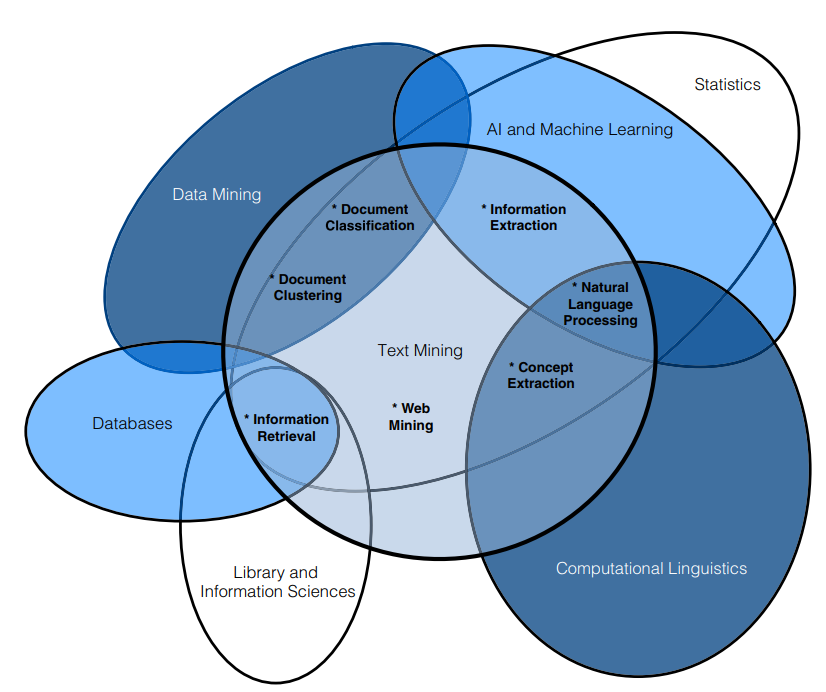 Statistics
AI and Machine Learning
Data Mining
* Document
Classification
* Information
Extraction
* Document
Clustering
* Natural
Language
Processing
Text Mining
* Concept
Extraction
* Web
Mining
Databases
* Information
Retrieval
Library and
Information Sciences
Computational Linguistics